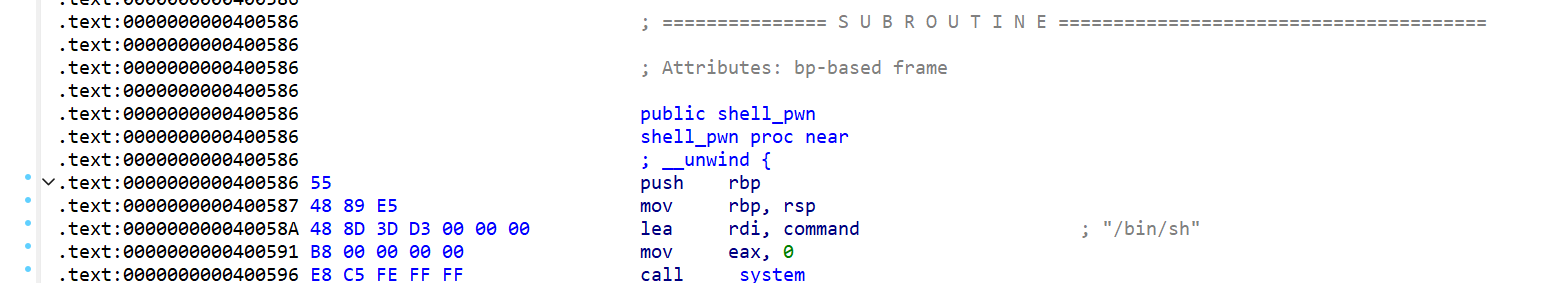 .text:0000000000400586
.text:0000000000400586 ; =============== S U B R O U T I N E =======================================
.text:0000000000400586
.text:0000000000400586 ; Attributes: bp-based frame
.text:0000000000400586
.text:0000000000400586 public shell_pwn
.text:0000000000400586 shell_pwn proc near
.text:0000000000400586 ; __unwind {
.text:0000000000400586 55 push rbp
.text:0000000000400587 48 89 E5 mov rbp, rsp
.text:000000000040058A 48 8D 3D D3 00 00 00 lea rdi, command ; "/bin/sh"
.text:0000000000400591 B8 00 00 00 00 mov eax, 0
.text:0000000000400596 E8 C5 FE FF FF call system